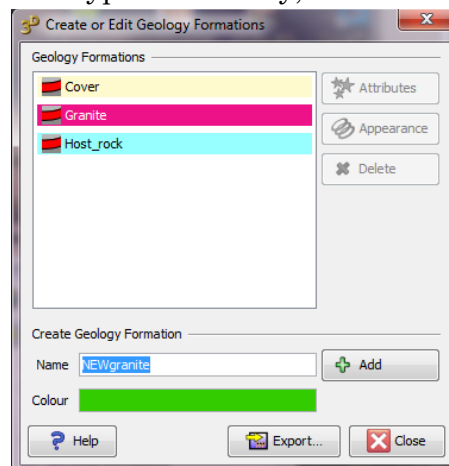 Create or Edit Geology Formations
Geology Formations
Cover
Attributes
Granite
Appearance
Host_rock
Delete
Create Geology Formation
Name NEWgranite Add
Colour
Help Export... Close